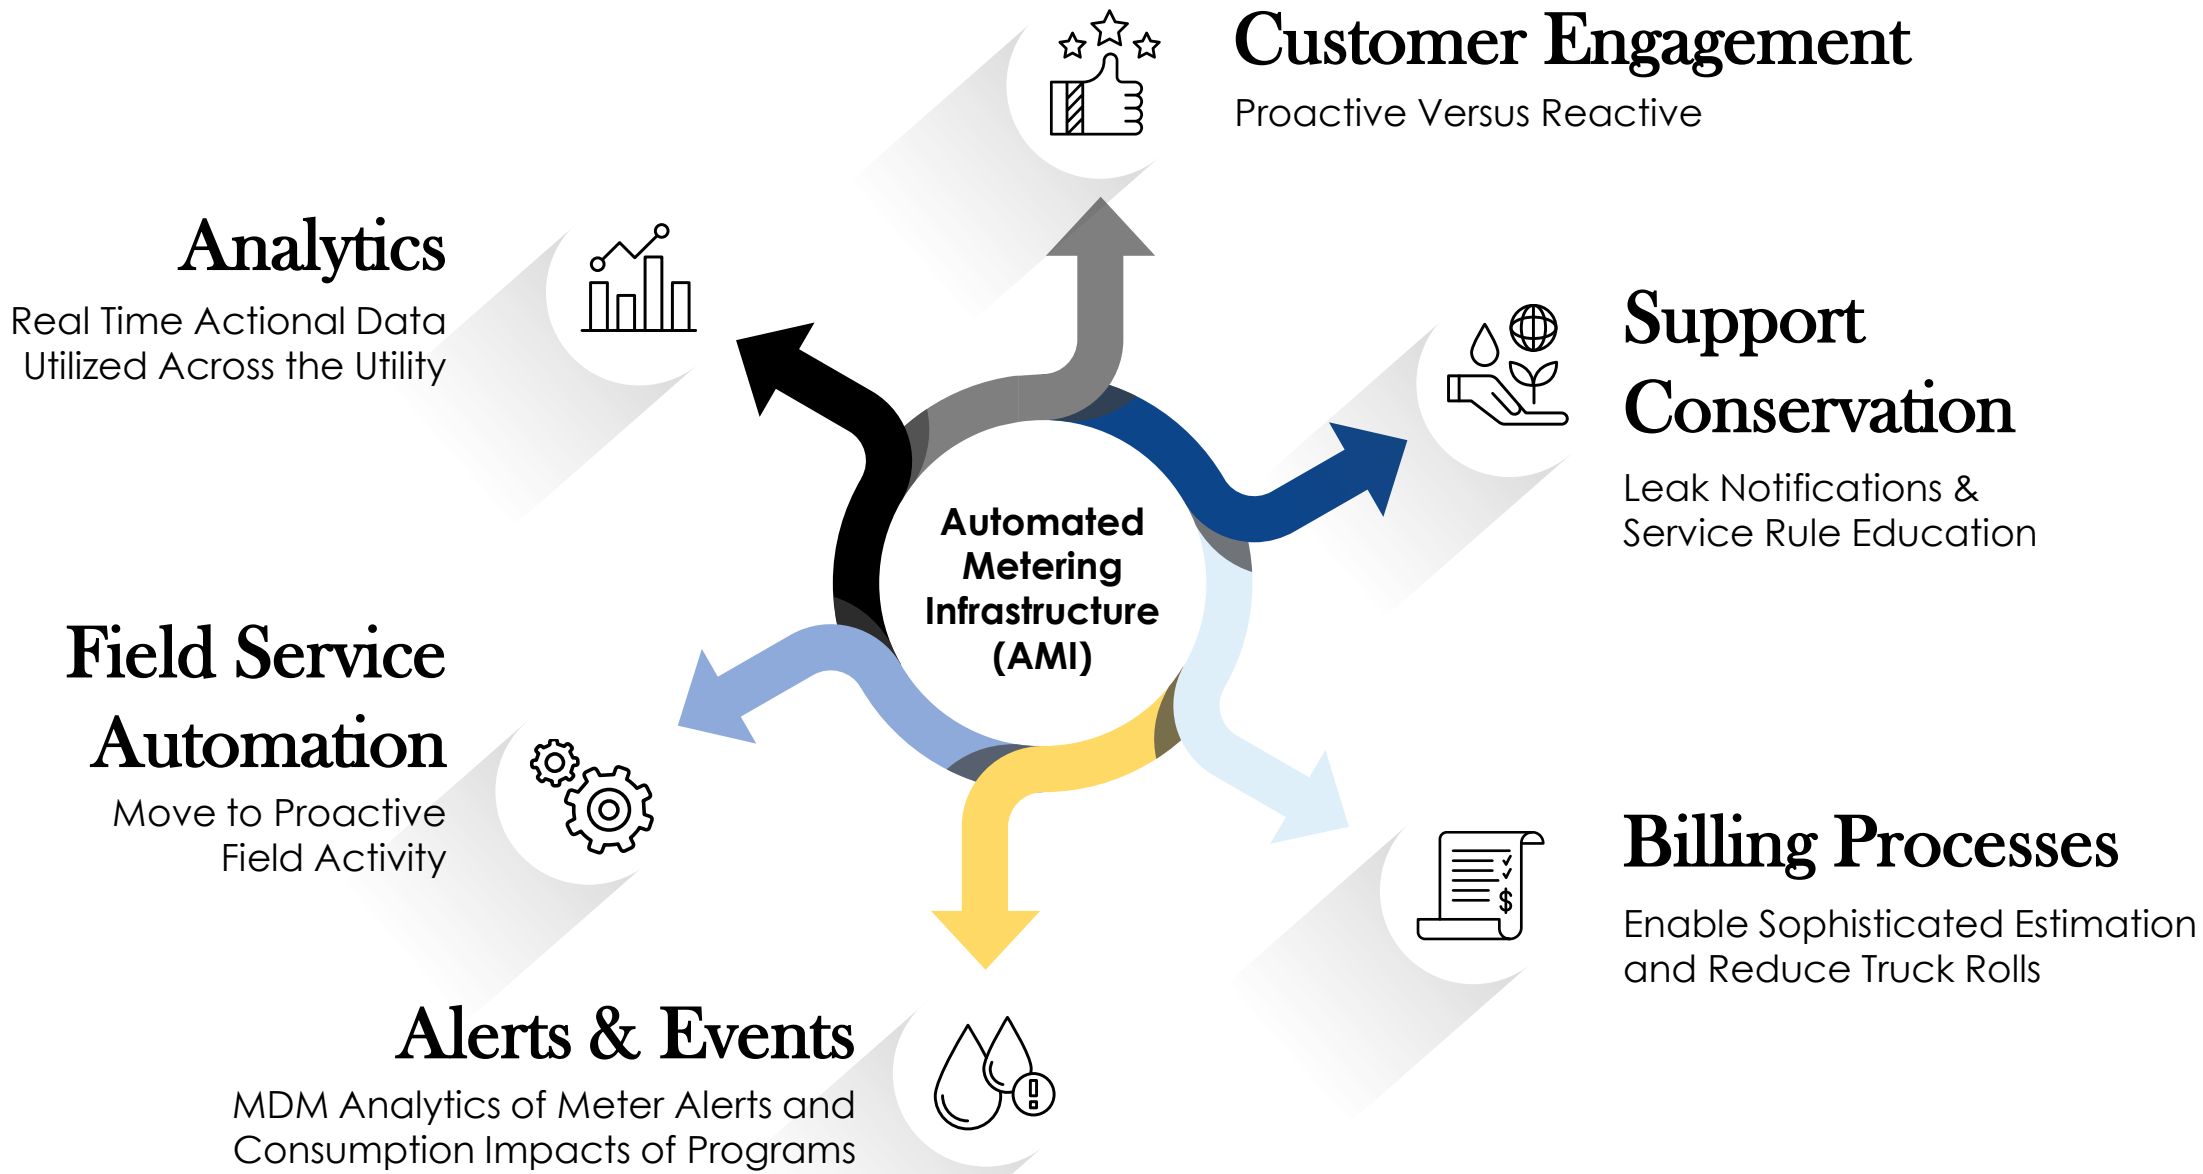 Customer Engagement
Proactive Versus Reactive
Analytics
Real Time Actional Data
Utilized Across the Utility
Support
Conservation
Leak Notifications &
Service Rule Education
Automated
Metering
Infrastructure
(AMI)
Field Service
Automation
Move to Proactive
Field Activity
Billing Processes
$
Enable Sophisticated Estimation
and Reduce Truck Rolls
Alerts & Events
MDM Analytics of Meter Alerts and
Consumption Impacts of Programs